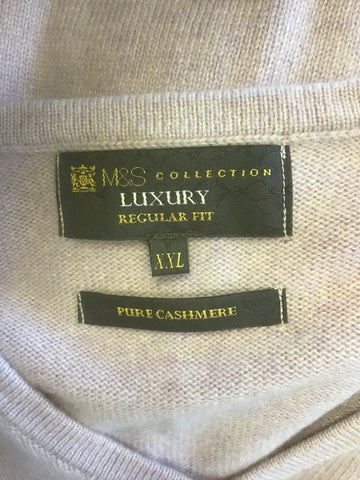 M&S COLLECTION
LUXURY
REGULAR FIT
XXL
PURE CASHMERE